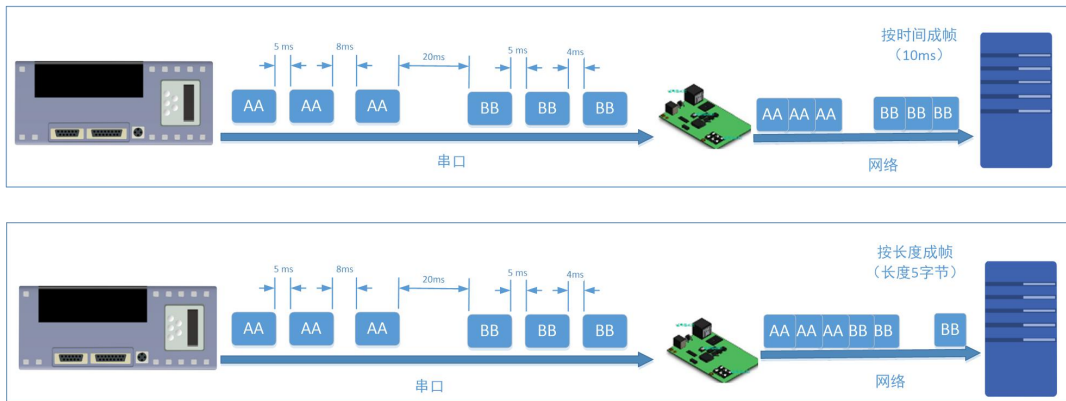 5 ms
8ms
20ms
5 ms
4ms
按时间成帧
（10ms）
AA
AA
AA
BB
BB
BB
AA AA AA
BB BB BB
串口
网络
5 ms
8ms
20ms
5 ms
4ms
按长度成帧
（长度5字节）
AA
AA
AA
BB
BB
BB
AA AA AA BB BB
BB
串口
网络